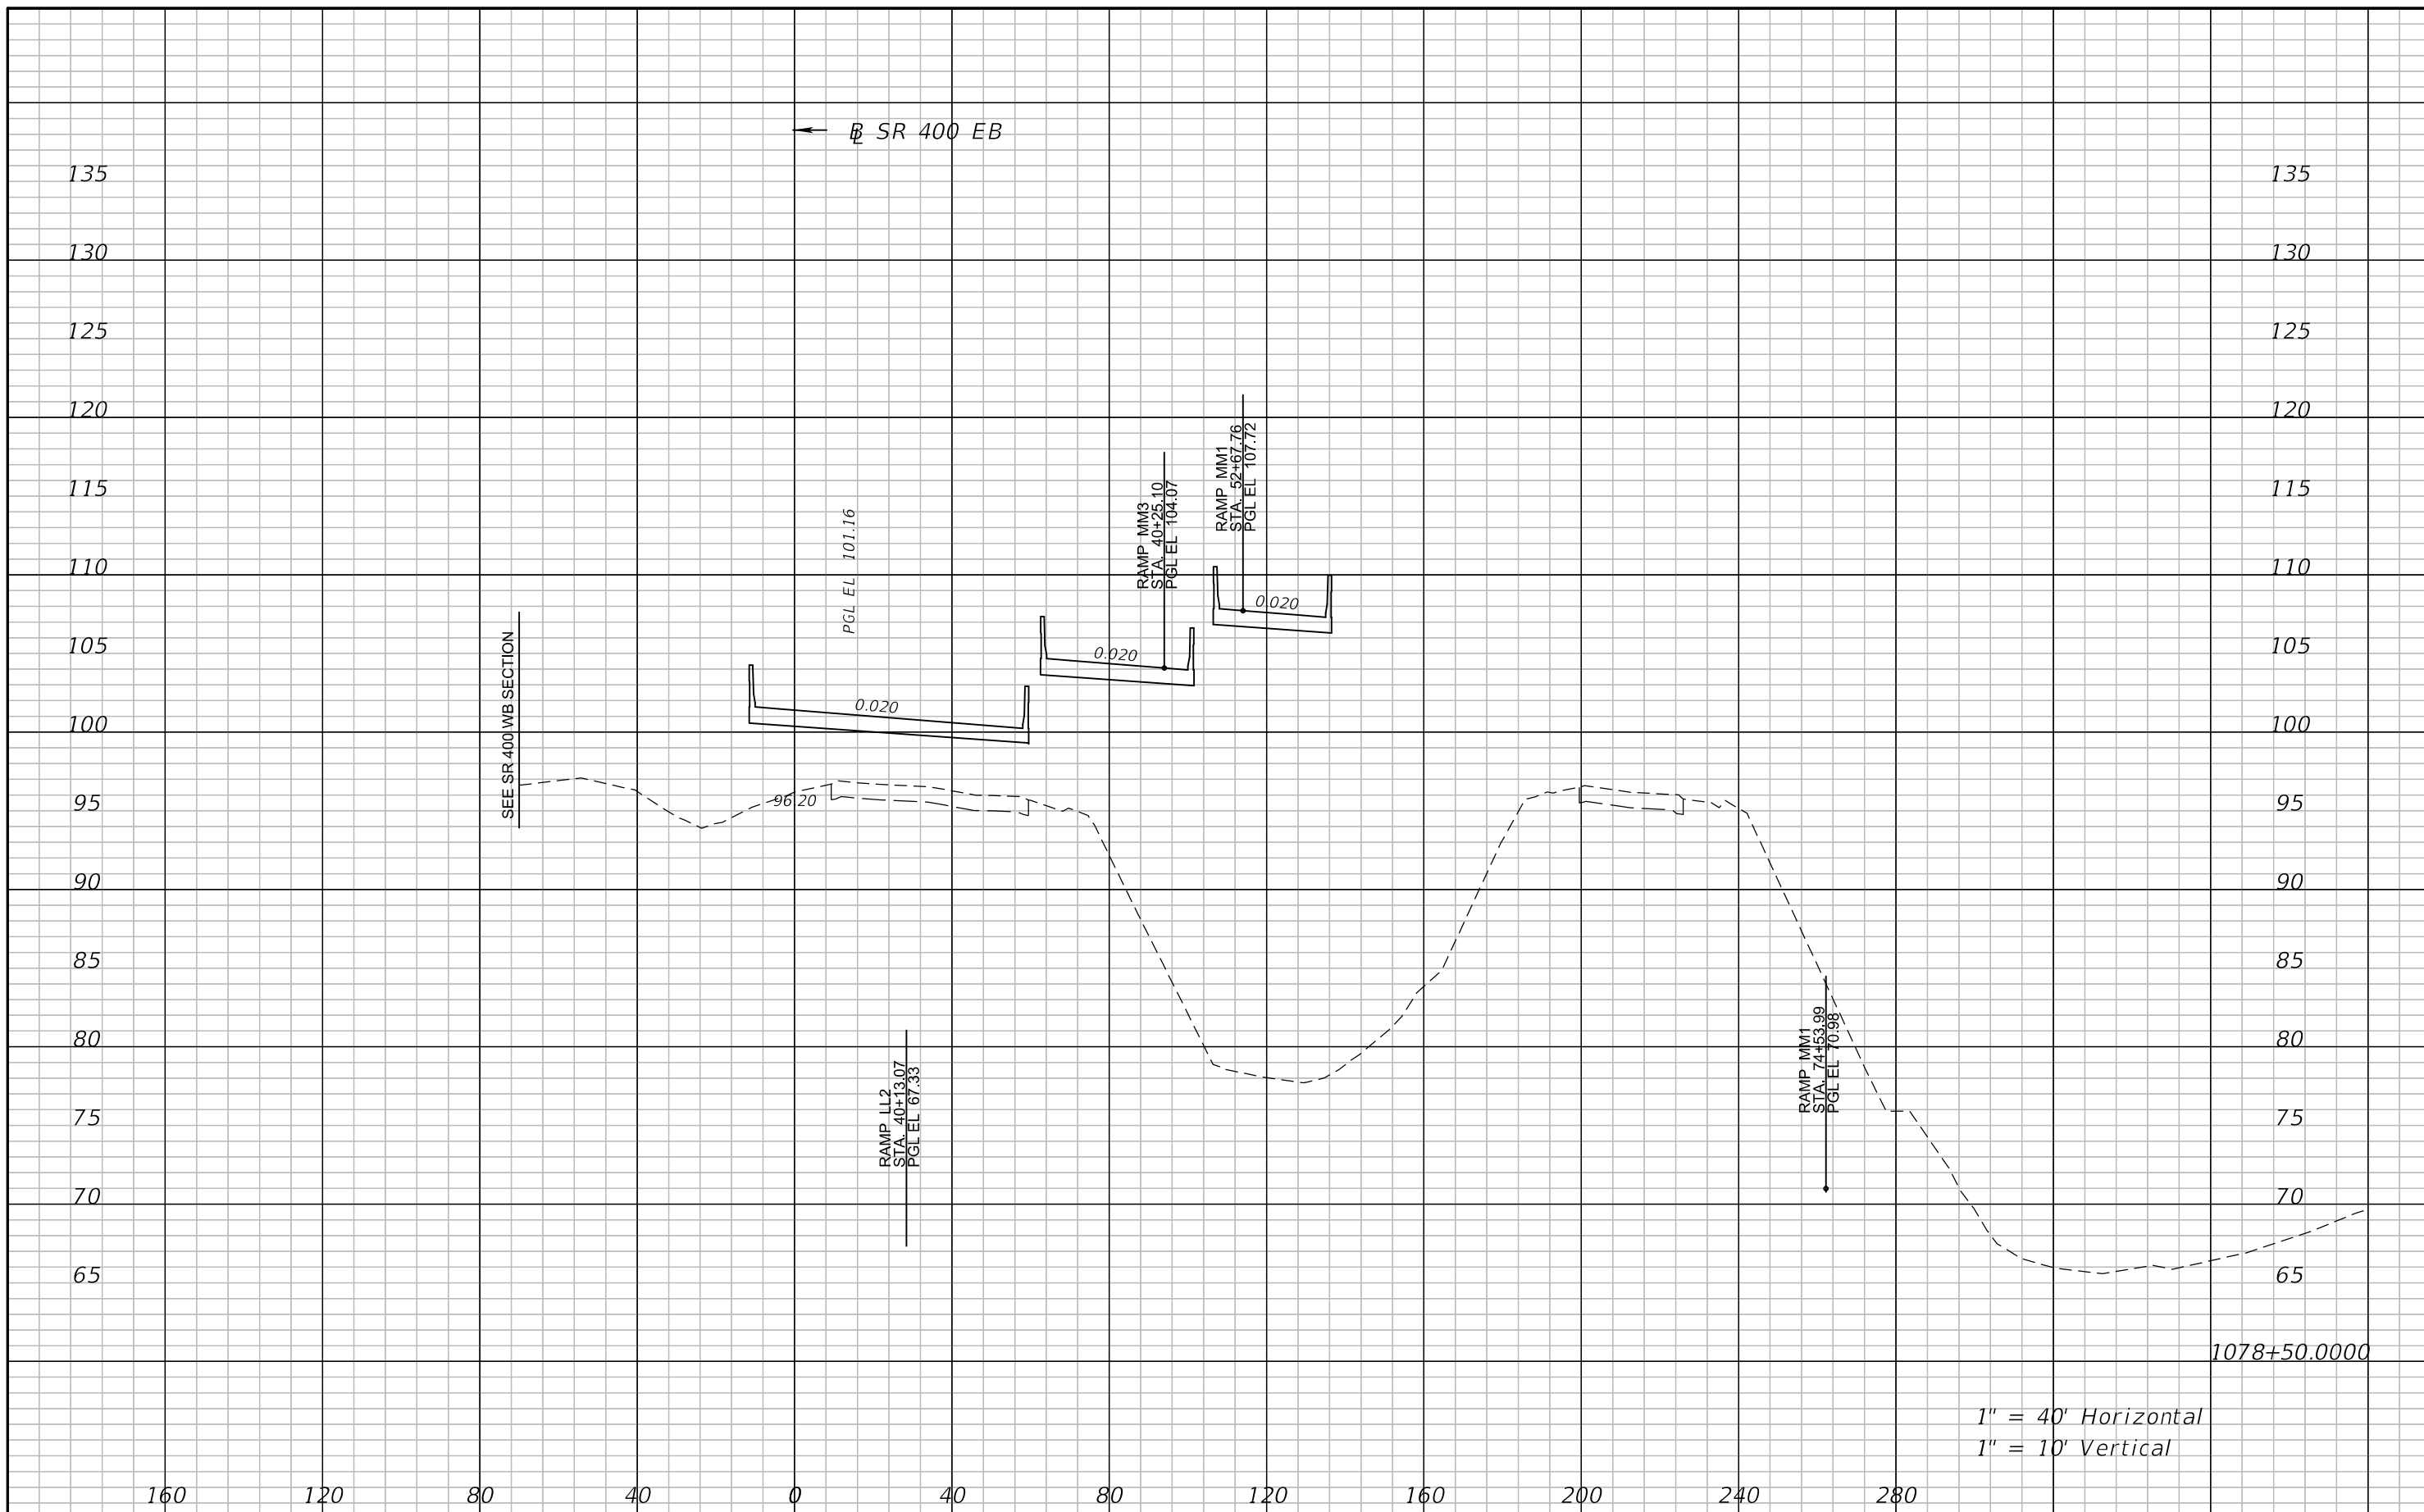 ℄ SR 400 EB
135 135
130 130
125 125
120 120
115 115
110 110
105 105
100 100
95 95
90 90
85 85
80 80
75 75
70 70
65 65
SEE SR 400 WB SECTION
PGL EL 101.16
0.020
96.20
RAMP MM3
STA. 40+25.10
PGL EL 104.07
0.020
RAMP MM1
STA. 52+67.76
PGL EL 107.72
0.020
RAMP LL2
STA. 40+13.07
PGL EL 67.33
RAMP MM1
STA. 74+53.99
PGL EL 70.98
1078+50.0000
1" = 40' Horizontal
1" = 10' Vertical
160 120 80 40 0 40 80 120 160 200 240 280